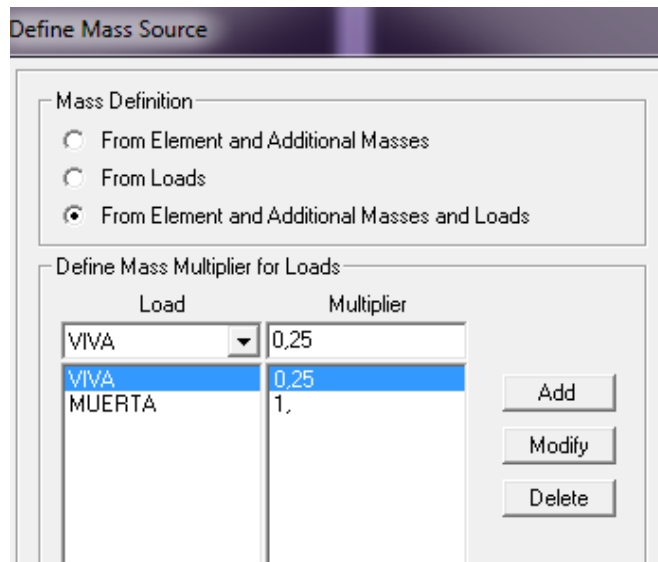 Define Mass Source
Mass Definition
From Element and Additional Masses
From Loads
From Element and Additional Masses and Loads
Define Mass Multiplier for Loads
Load Multiplier
VIVA 0,25
VIVA 0,25
MUERTA 1,
Add
Modify
Delete